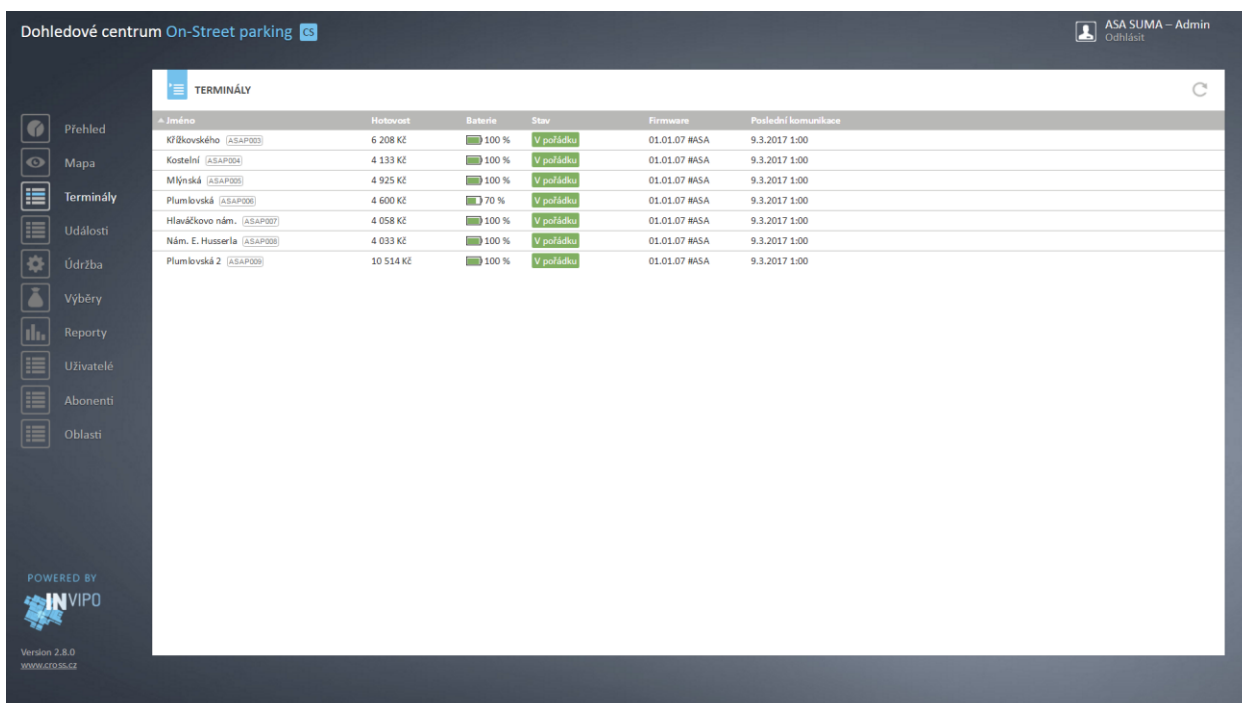 Dohledové centrum On-Street parking CS
ASA SUMA – Admin
Odhlásit
TERMINÁLY
Jméno Hotovost Baterie Stav Firmware Poslední komunikace
Křížkovského ASAP003 6 208 Kč 100 % V pořádku 01.01.07 #ASA 9.3.2017 1:00
Kostelní ASAP004 4 133 Kč 100 % V pořádku 01.01.07 #ASA 9.3.2017 1:00
Mlýnská ASAP005 4 925 Kč 100 % V pořádku 01.01.07 #ASA 9.3.2017 1:00
Plumlovská ASAP006 4 600 Kč 70 % V pořádku 01.01.07 #ASA 9.3.2017 1:00
Hlaváčkovo nám. ASAP007 4 058 Kč 100 % V pořádku 01.01.07 #ASA 9.3.2017 1:00
Nám. E. Husserla ASAP008 4 033 Kč 100 % V pořádku 01.01.07 #ASA 9.3.2017 1:00
Plumlovská 2 ASAP009 10 514 Kč 100 % V pořádku 01.01.07 #ASA 9.3.2017 1:00
Přehled
Mapa
Terminály
Události
Údržba
Výběry
Reporty
Uživatelé
Abonenti
Oblasti
POWERED BY
INVIPO
Version 2.8.0
www.cross.cz